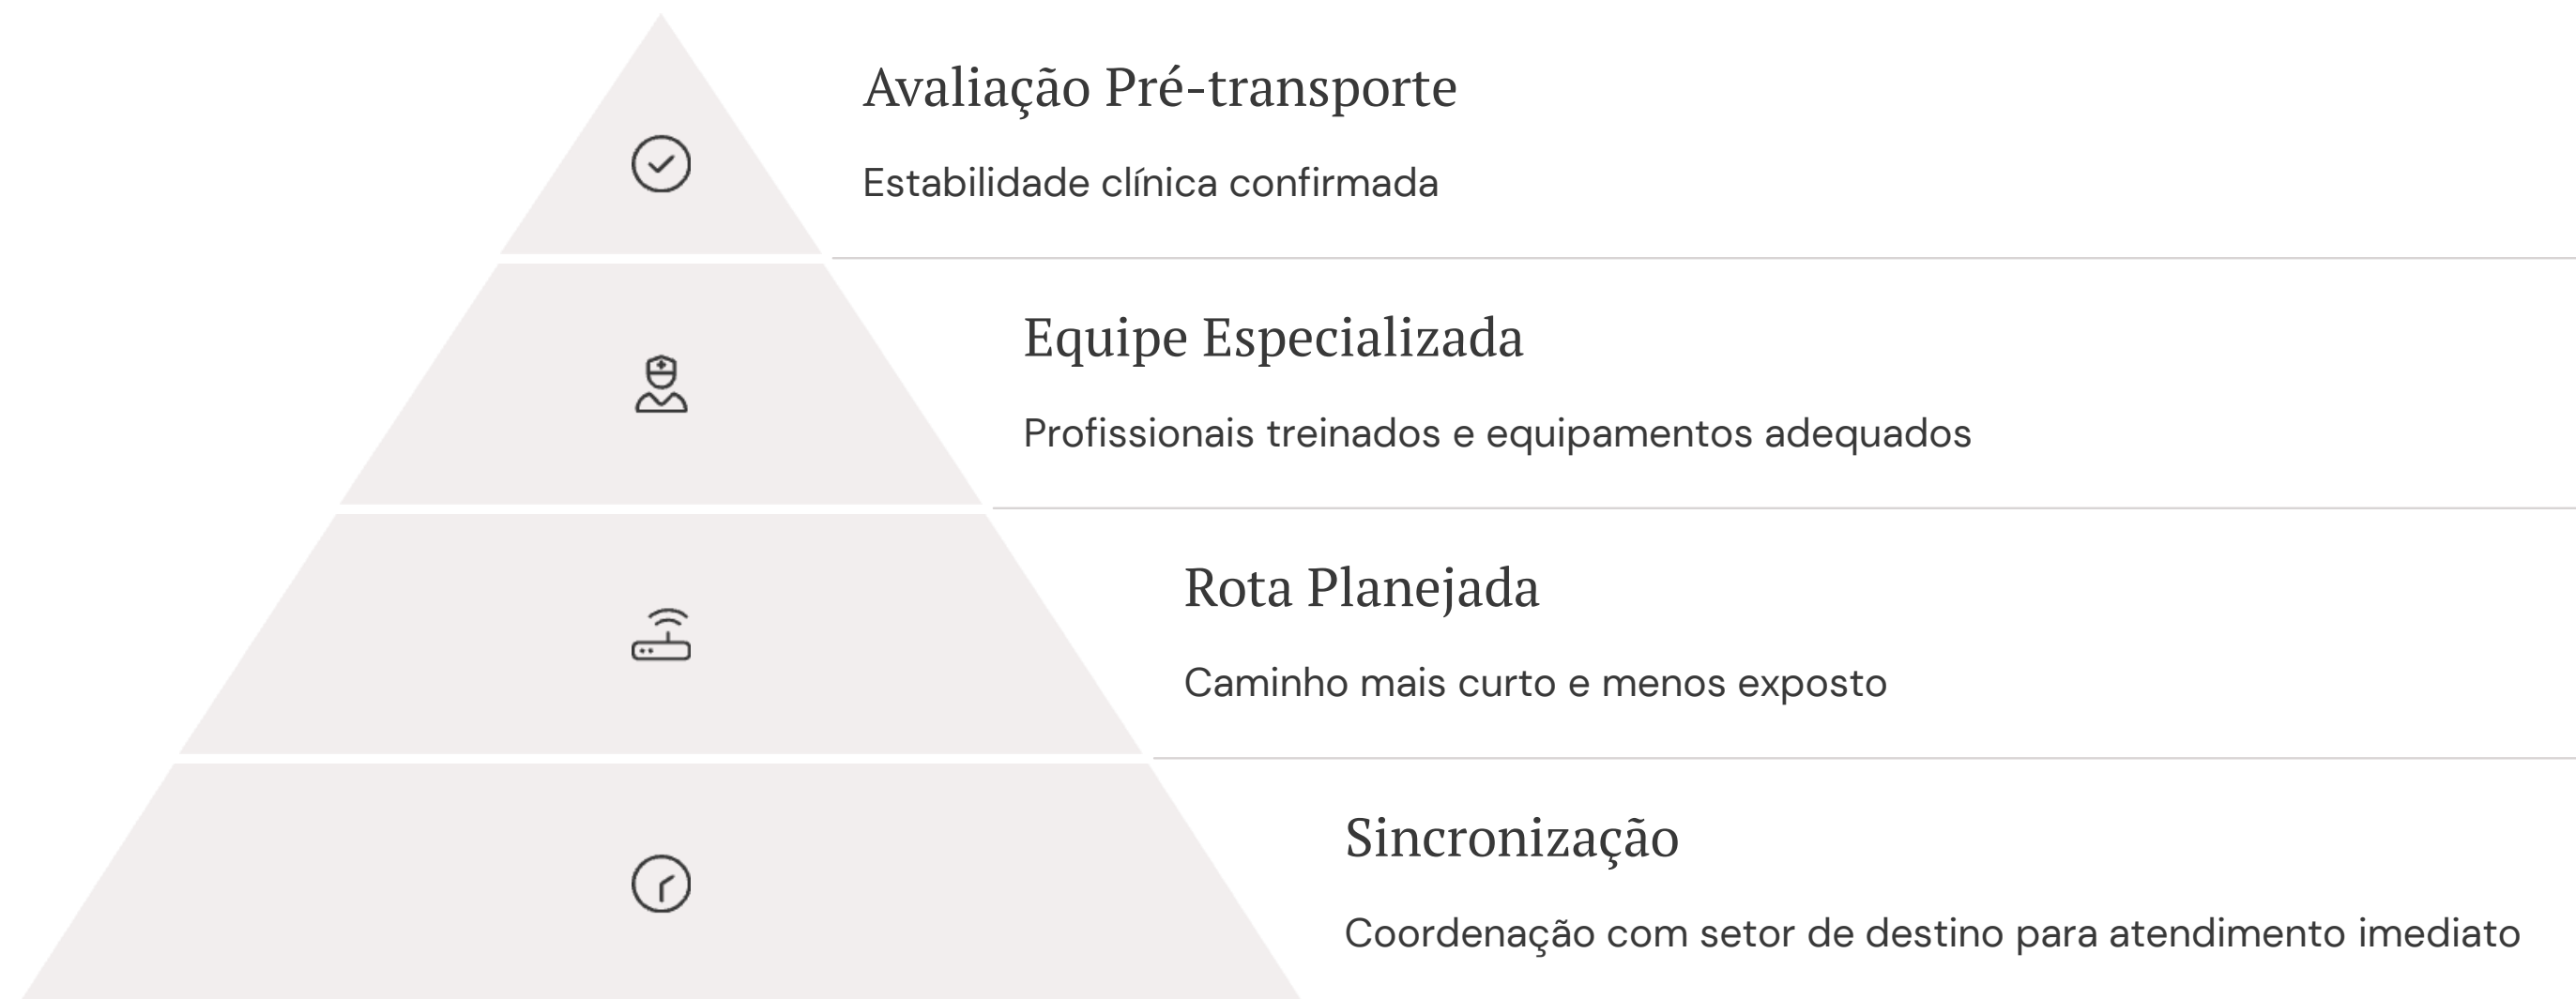 Avaliação Pré-transporte
Estabilidade clínica confirmada
Equipe Especializada
Profissionais treinados e equipamentos adequados
Rota Planejada
Caminho mais curto e menos exposto
Sincronização
Coordenação com setor de destino para atendimento imediato